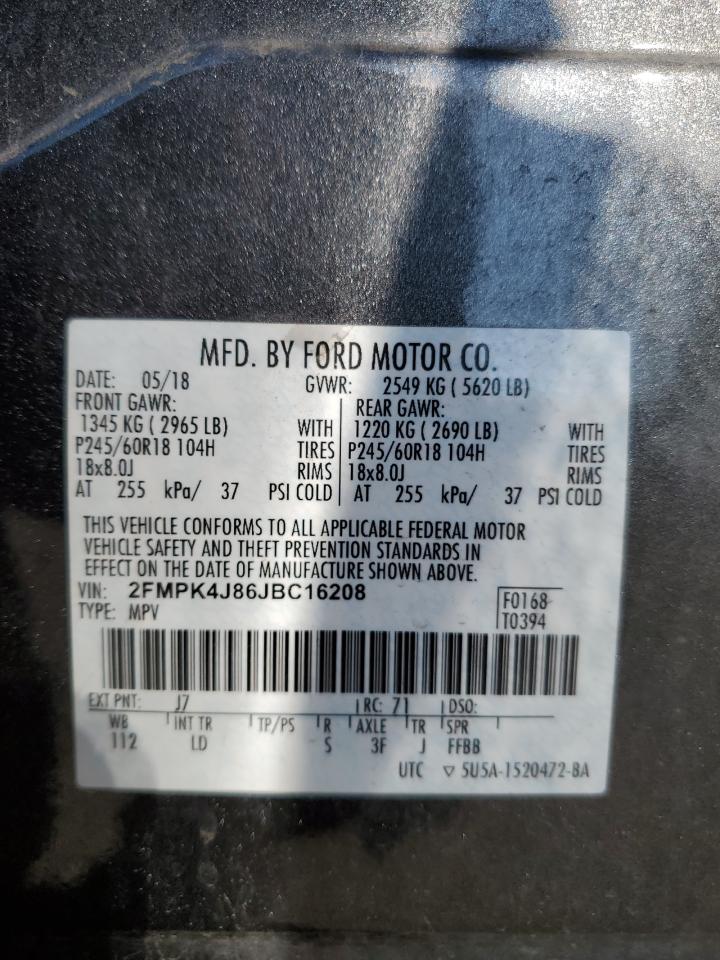 MFD. BY FORD MOTOR CO.
DATE: 05/18 GVWR: 2549 KG ( 5620 LB)
FRONT GAWR: REAR GAWR:
1345 KG ( 2965 LB) WITH 1220 KG ( 2690 LB) WITH
P245/60R18 104H TIRES P245/60R18 104H TIRES
18x8.0J RIMS 18x8.0J RIMS
AT 255 kPa/ 37 PSI COLD AT 255 kPa/ 37 PSI COLD
THIS VEHICLE CONFORMS TO ALL APPLICABLE FEDERAL MOTOR
VEHICLE SAFETY AND THEFT PREVENTION STANDARDS IN
EFFECT ON THE DATE OF MANUFACTURE SHOWN ABOVE.
VIN: 2FMPK4J86JBC16208 F0168
TYPE: MPV T0394
EXT PNT: J7 RC: 71 DSO:
WB INT TR TP/PS R AXLE TR SPR
112 LD S 3F J FFBB
UTC ▽ 5U5A-1520472-BA